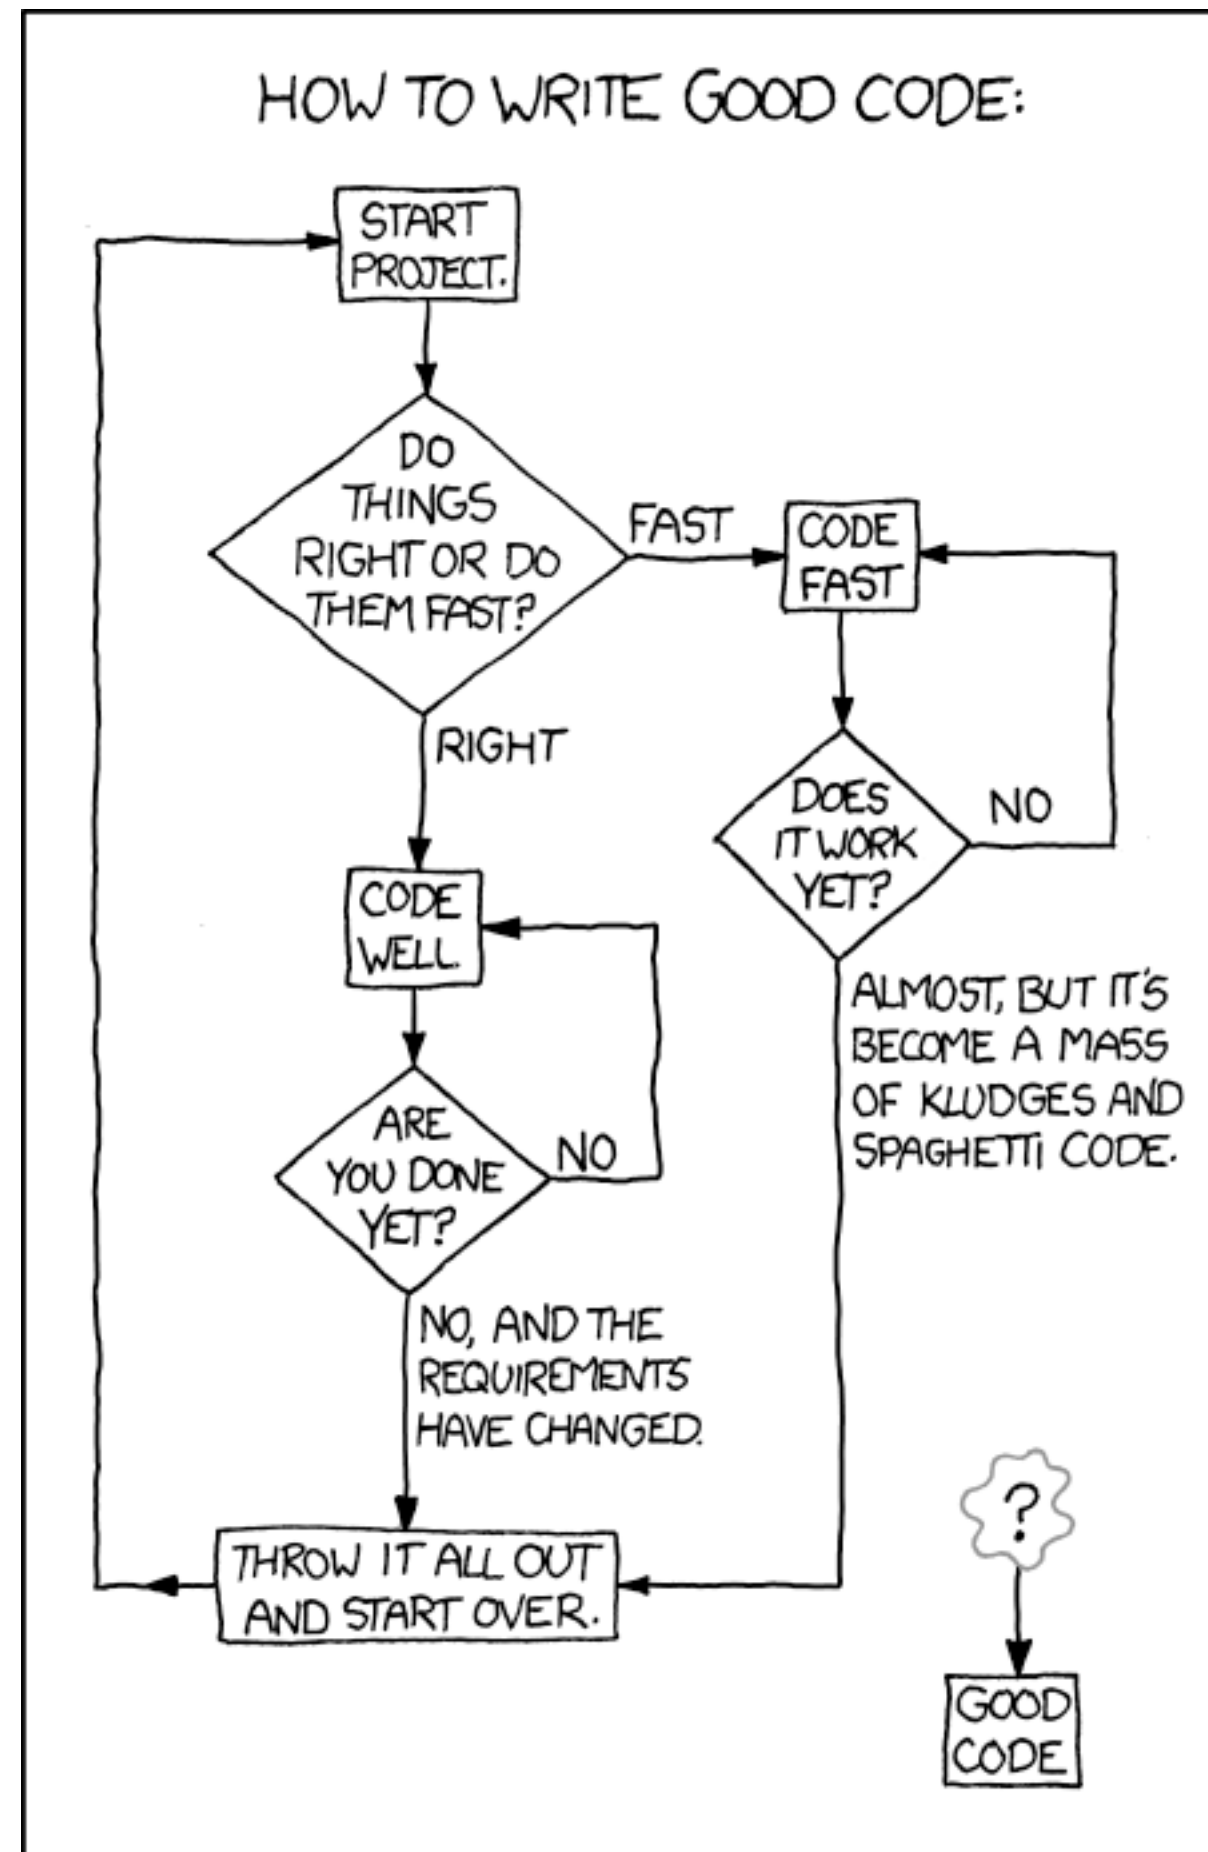 HOW TO WRITE GOOD CODE:
START
PROJECT.
DO
THINGS
RIGHT OR DO
THEM FAST?
FAST
CODE
FAST
RIGHT
DOES
IT WORK
YET?
NO
CODE
WELL.
ALMOST, BUT IT'S
BECOME A MASS
OF KLUDGES AND
SPAGHETTI CODE.
ARE
YOU DONE
YET?
NO
NO, AND THE
REQUIREMENTS
HAVE CHANGED.
THROW IT ALL OUT
AND START OVER.
?
GOOD
CODE